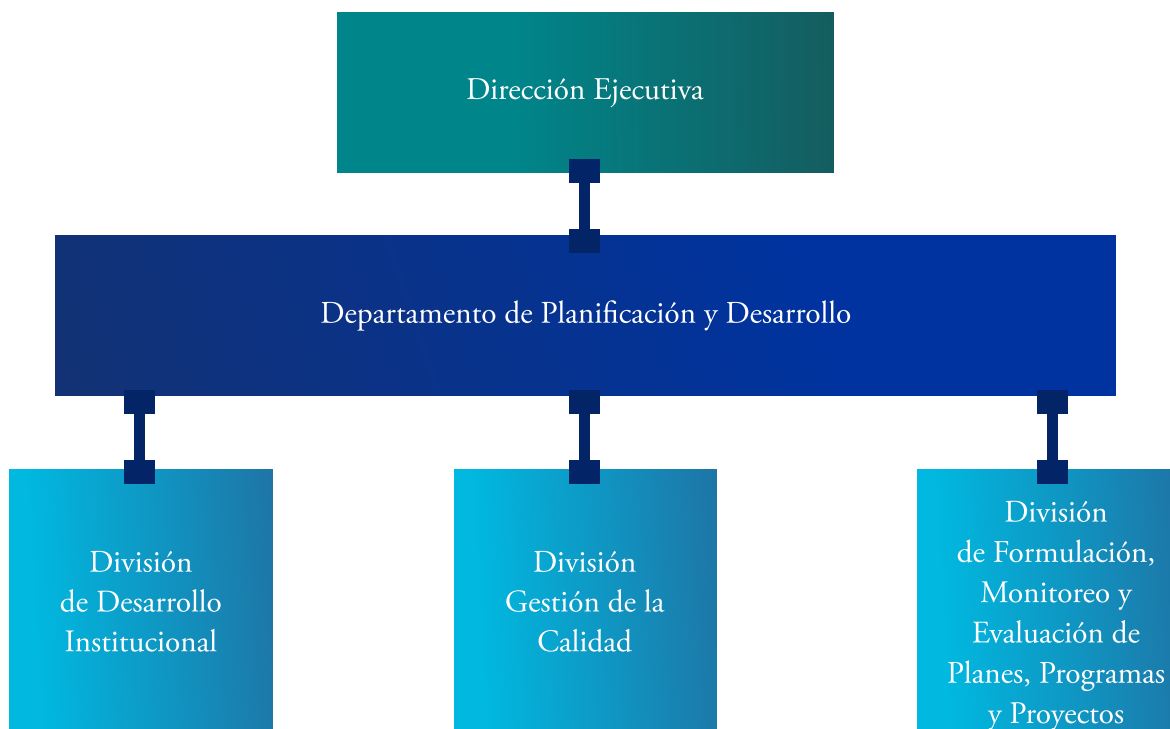 Dirección Ejecutiva
Departamento de Planificación y Desarrollo
División
de Desarrollo
Institucional
División
Gestión de la
Calidad
División
de Formulación,
Monitoreo y
Evaluación de
Planes, Programas
y Proyectos